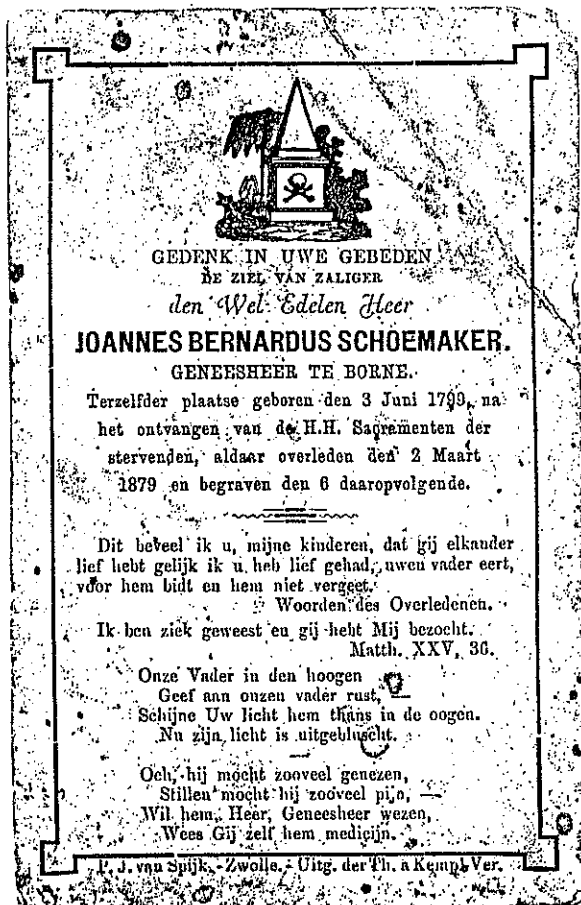 GEDENK IN UWE GEBEDEN
DE ZIEL VAN ZALIGER
den Wel Edelen Heer
JOANNES BERNARDUS SCHOEMAKER.
GENEESHEER TE BORNE.
Terzelfder plaatse geboren den 3 Juni 1799, na
het ontvangen van de H.H. Sacramenten der
stervenden, aldaar overleden den 2 Maart
1879 en begraven den 6 daaropvolgende.
Dit beveel ik u, mijne kinderen, dat gij elkander
lief hebt gelijk ik u heb lief gehad, uwen vader eert,
voor hem bidt en hem niet vergeet.
Woorden des Overledenen.
Ik ben ziek geweest en gij hebt Mij bezocht.
Matth. XXV, 36.
Onze Vader in den hoogen
Geef aan onzen vader rust, —
Schijne Uw licht hem thans in de oogen.
Nu zijn licht is uitgebluscht.
Och, hij mocht zooveel genezen,
Stillen mocht hij zooveel pijn, —
Wil hem, Heer, Geneesheer wezen,
Wees Gij zelf hem medicijn.
P. J. van Spijk, - Zwolle. - Uitg. der Th. à Kemp. Ver.